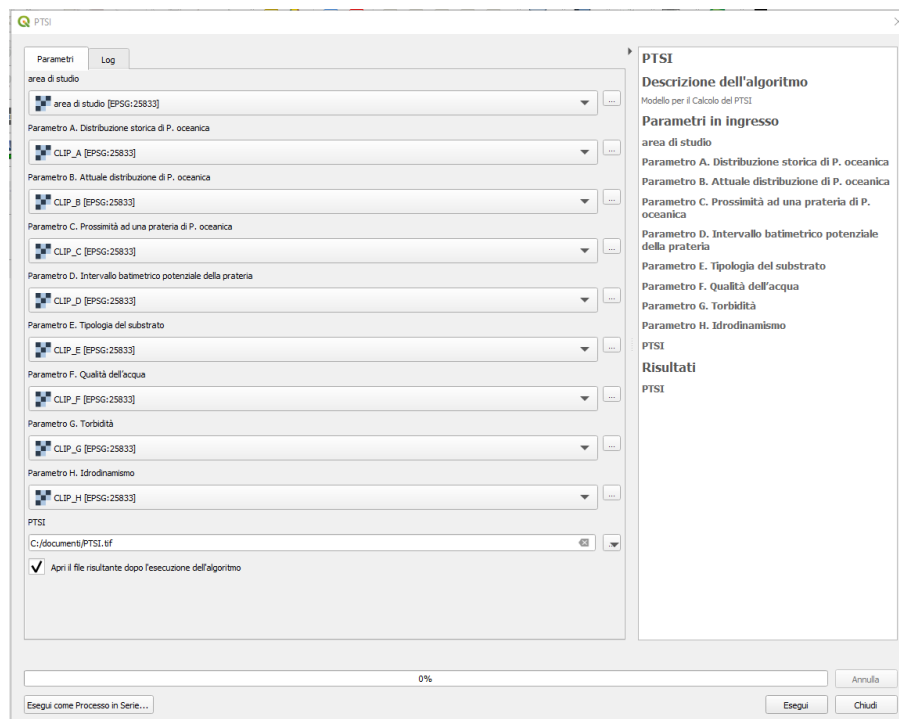 PTSI
Parametri
Log
area di studio
area di studio [EPSG:25833]
...
Parametro A. Distribuzione storica di P. oceanica
CLIP_A [EPSG:25833]
...
Parametro B. Attuale distribuzione di P. oceanica
CLIP_B [EPSG:25833]
...
Parametro C. Prossimità ad una prateria di P. oceanica
CLIP_C [EPSG:25833]
...
Parametro D. Intervallo batimetrico potenziale della prateria
CLIP_D [EPSG:25833]
...
Parametro E. Tipologia del substrato
CLIP_E [EPSG:25833]
...
Parametro F. Qualità dell'acqua
CLIP_F [EPSG:25833]
...
Parametro G. Torbidità
CLIP_G [EPSG:25833]
...
Parametro H. Idrodinamismo
CLIP_H [EPSG:25833]
...
PTSI
C:/documenti/PTSI.tif
Apri il file risultante dopo l'esecuzione dell'algoritmo
PTSI
Descrizione dell'algoritmo
Modello per il Calcolo del PTSI
Parametri in ingresso
area di studio
Parametro A. Distribuzione storica di P. oceanica
Parametro B. Attuale distribuzione di P. oceanica
Parametro C. Prossimità ad una prateria di P.
oceanica
Parametro D. Intervallo batimetrico potenziale
della prateria
Parametro E. Tipologia del substrato
Parametro F. Qualità dell'acqua
Parametro G. Torbidità
Parametro H. Idrodinamismo
PTSI
Risultati
PTSI
0%
Annulla
Esegui come Processo in Serie...
Esegui
Chiudi